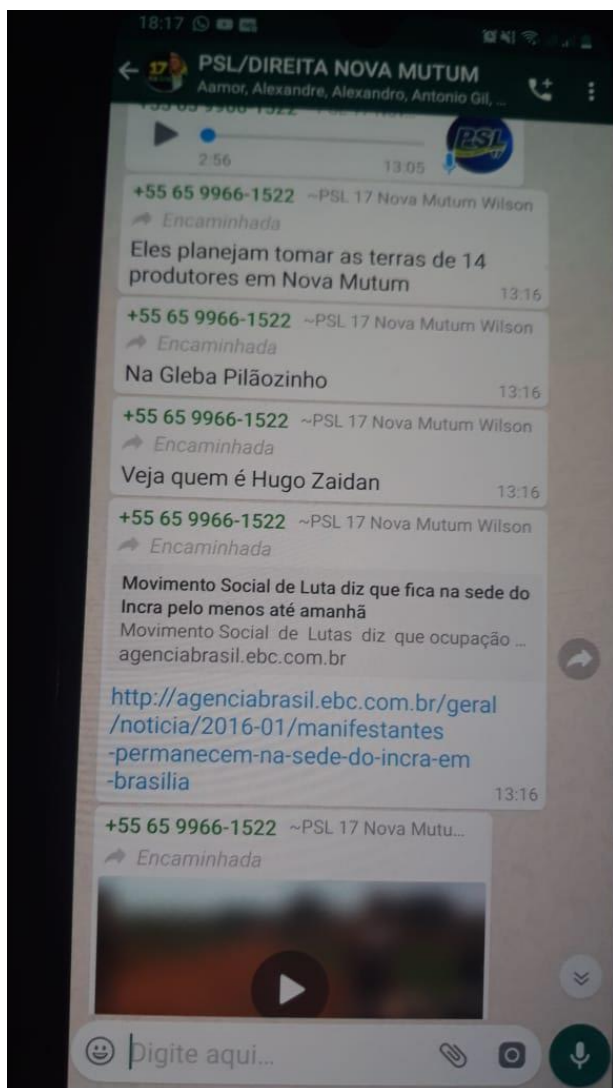 18:17
PSL/DIREITA NOVA MUTUM
Aamor, Alexandre, Alexandro, Antonio Gil, ...
PSL
2:56 13:05
+55 65 9966-1522 ~PSL 17 Nova Mutum Wilson
Encaminhada
Eles planejam tomar as terras de 14
produtores em Nova Mutum
13:16
+55 65 9966-1522 ~PSL 17 Nova Mutum Wilson
Encaminhada
Na Gleba Pilãozinho
13:16
+55 65 9966-1522 ~PSL 17 Nova Mutum Wilson
Encaminhada
Veja quem é Hugo Zaidan
13:16
+55 65 9966-1522 ~PSL 17 Nova Mutum Wilson
Encaminhada
Movimento Social de Luta diz que fica na sede do
Incra pelo menos até amanhã
Movimento Social de Lutas diz que ocupação ...
agenciabrasil.ebc.com.br
http://agenciabrasil.ebc.com.br/geral
/noticia/2016-01/manifestantes
-permanecem-na-sede-do-incra-em
-brasilia
13:16
+55 65 9966-1522 ~PSL 17 Nova Mutu...
Encaminhada
Digite aqui...